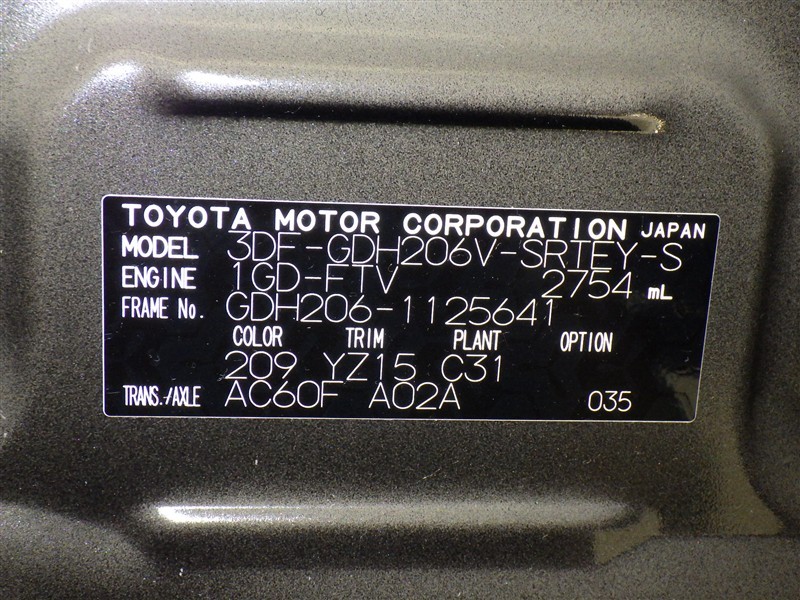 TOYOTA MOTOR CORPORATION JAPAN
MODEL 3DF-GDH206V-SRTEY-S
ENGINE 1GD-FTV 2754 mL
FRAME No. GDH206-1125641
COLOR TRIM PLANT OPTION
209 YZ15 C31
TRANS./AXLE AC60F A02A 035